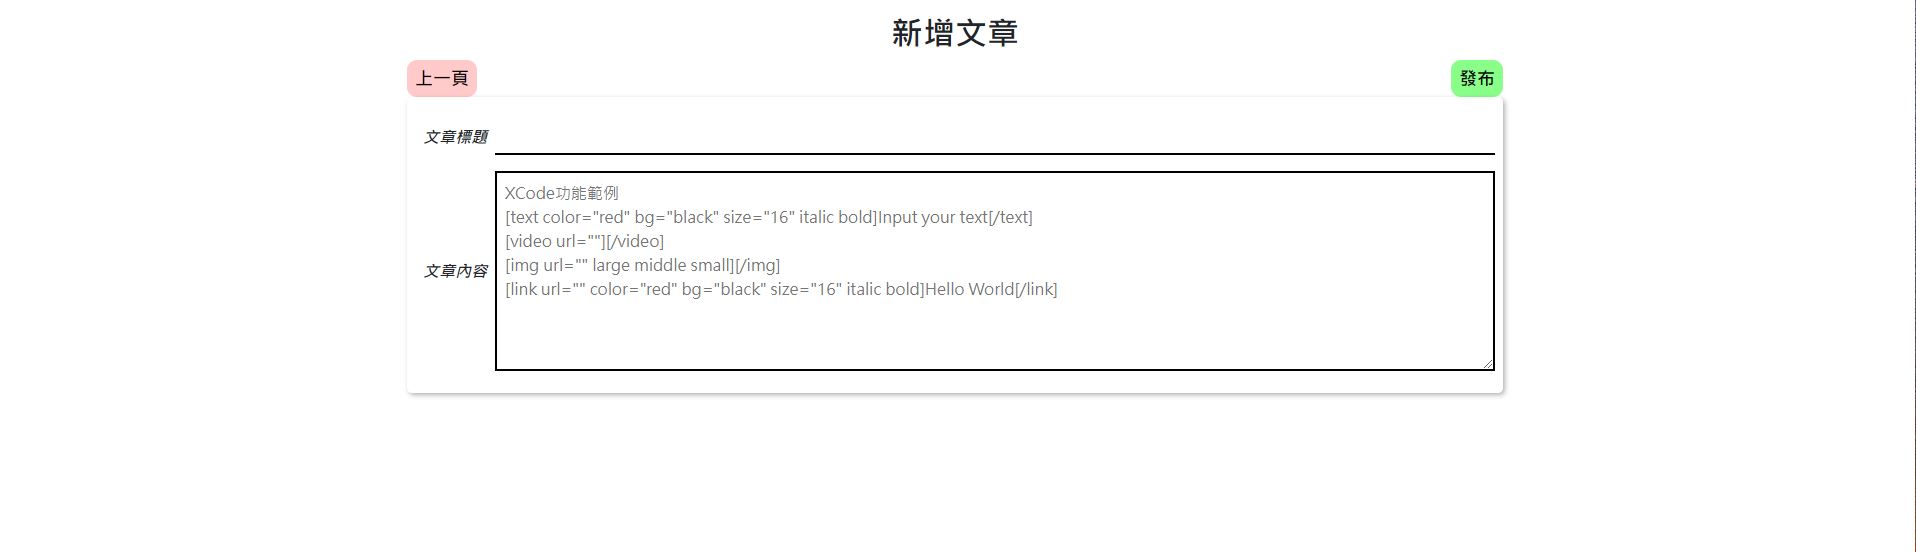 新增文章
上一頁
發布
文章標題
文章內容
XCode功能範例
[text color="red" bg="black" size="16" italic bold]Input your text[/text]
[video url=""][/video]
[img url="" large middle small][/img]
[link url="" color="red" bg="black" size="16" italic bold]Hello World[/link]